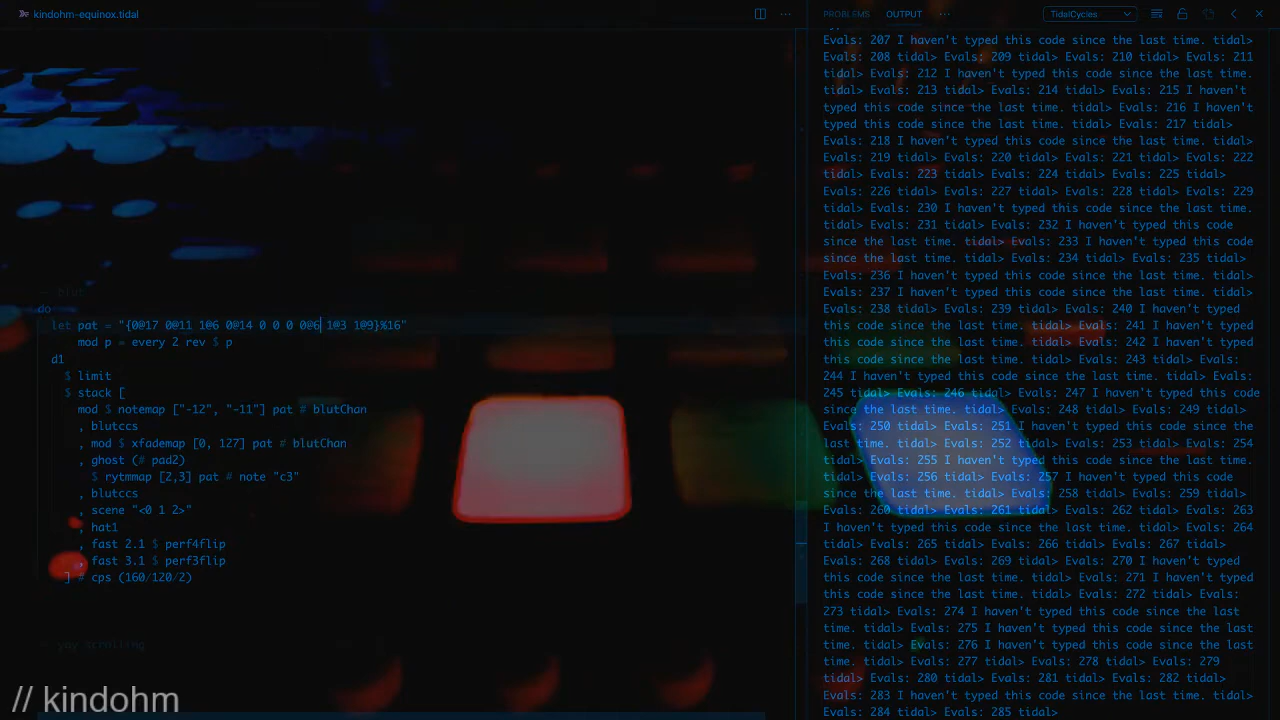 kindohm-equinox.tidal
-- blut
do
let pat = "{0@17 0@11 1@6 0@14 0 0 0 0@6 1@3 1@9}%16"
mod p = every 2 rev $ p
d1
$ limit
$ stack [
mod $ notemap ["-12", "-11"] pat # blutChan
, blutccs
, mod $ xfademap [0, 127] pat # blutChan
, ghost (# pad2)
$ rytmmap [2,3] pat # note "c3"
, blutccs
, scene "<0 1 2>"
, hat1
, fast 2.1 $ perf4flip
, fast 3.1 $ perf3flip
] # cps (160/120/2)
-- yay scrolling
// kindohm
PROBLEMS OUTPUT ··· TidalCycles
Evals: 207 I haven't typed this code since the last time. tidal>
Evals: 208 tidal> Evals: 209 tidal> Evals: 210 tidal> Evals: 211
tidal> Evals: 212 I haven't typed this code since the last time.
tidal> Evals: 213 tidal> Evals: 214 tidal> Evals: 215 I haven't
typed this code since the last time. tidal> Evals: 216 I haven't
typed this code since the last time. tidal> Evals: 217 tidal>
Evals: 218 I haven't typed this code since the last time. tidal>
Evals: 219 tidal> Evals: 220 tidal> Evals: 221 tidal> Evals: 222
tidal> Evals: 223 tidal> Evals: 224 tidal> Evals: 225 tidal>
Evals: 226 tidal> Evals: 227 tidal> Evals: 228 tidal> Evals: 229
tidal> Evals: 230 I haven't typed this code since the last time.
tidal> Evals: 231 tidal> Evals: 232 I haven't typed this code
since the last time. tidal> Evals: 233 I haven't typed this code
since the last time. tidal> Evals: 234 tidal> Evals: 235 tidal>
Evals: 236 I haven't typed this code since the last time. tidal>
Evals: 237 I haven't typed this code since the last time. tidal>
Evals: 238 tidal> Evals: 239 tidal> Evals: 240 I haven't typed
this code since the last time. tidal> Evals: 241 I haven't typed
this code since the last time. tidal> Evals: 242 I haven't typed
this code since the last time. tidal> Evals: 243 tidal> Evals:
244 I haven't typed this code since the last time. tidal> Evals:
245 tidal> Evals: 246 tidal> Evals: 247 I haven't typed this code
since the last time. tidal> Evals: 248 tidal> Evals: 249 tidal>
Evals: 250 tidal> Evals: 251 I haven't typed this code since the
last time. tidal> Evals: 252 tidal> Evals: 253 tidal> Evals: 254
tidal> Evals: 255 I haven't typed this code since the last time.
tidal> Evals: 256 tidal> Evals: 257 I haven't typed this code
since the last time. tidal> Evals: 258 tidal> Evals: 259 tidal>
Evals: 260 tidal> Evals: 261 tidal> Evals: 262 tidal> Evals: 263
I haven't typed this code since the last time. tidal> Evals: 264
tidal> Evals: 265 tidal> Evals: 266 tidal> Evals: 267 tidal>
Evals: 268 tidal> Evals: 269 tidal> Evals: 270 I haven't typed
this code since the last time. tidal> Evals: 271 I haven't typed
this code since the last time. tidal> Evals: 272 tidal> Evals:
273 tidal> Evals: 274 I haven't typed this code since the last
time. tidal> Evals: 275 I haven't typed this code since the last
time. tidal> Evals: 276 I haven't typed this code since the last
time. tidal> Evals: 277 tidal> Evals: 278 tidal> Evals: 279
tidal> Evals: 280 tidal> Evals: 281 tidal> Evals: 282 tidal>
Evals: 283 I haven't typed this code since the last time. tidal>
Evals: 284 tidal> Evals: 285 tidal>